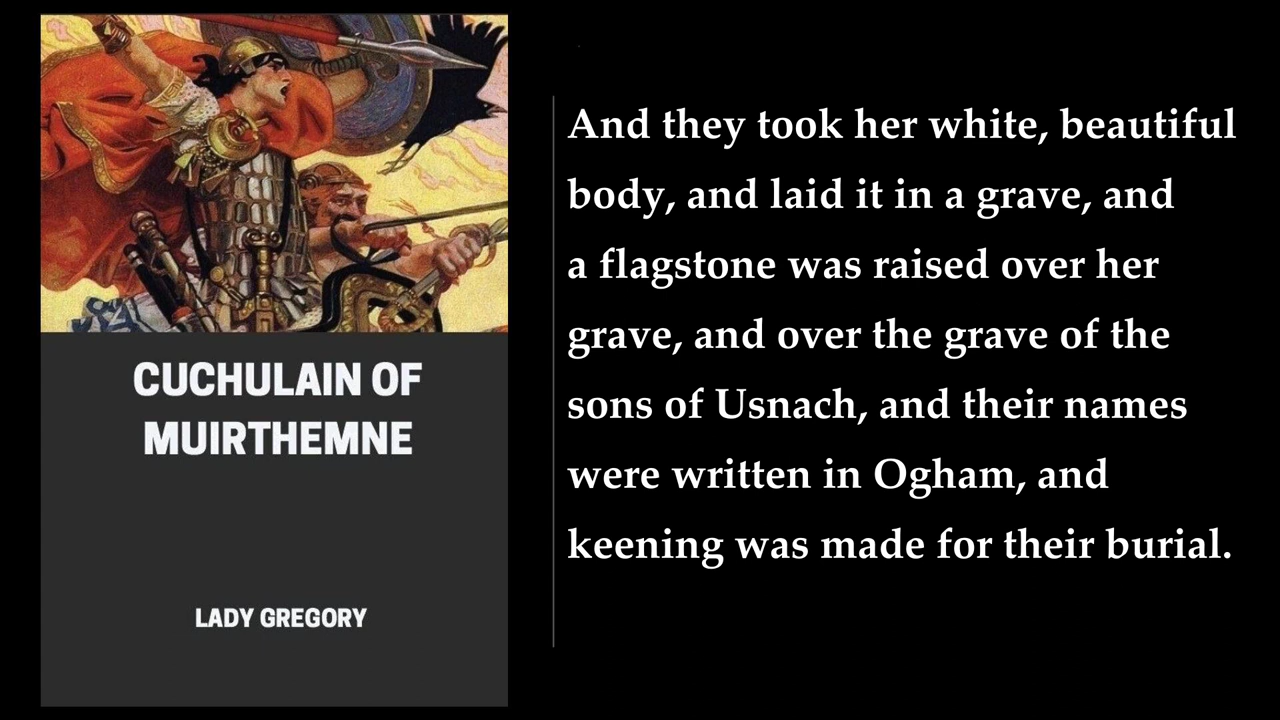 CUCHULAIN OF
MUIRTHEMNE
LADY GREGORY
And they took her white, beautiful
body, and laid it in a grave, and
a flagstone was raised over her
grave, and over the grave of the
sons of Usnach, and their names
were written in Ogham, and
keening was made for their burial.